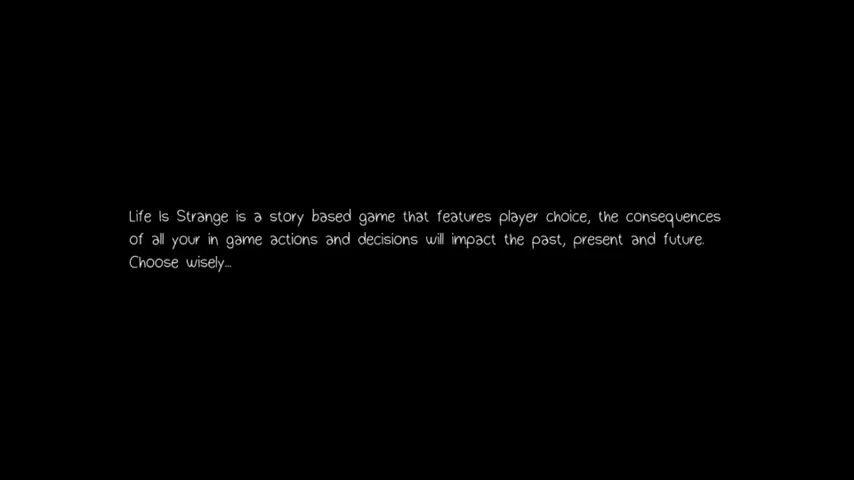 Life Is Strange is a story based game that features player choice, the consequences
of all your in game actions and decisions will impact the past, present and future.
Choose wisely...